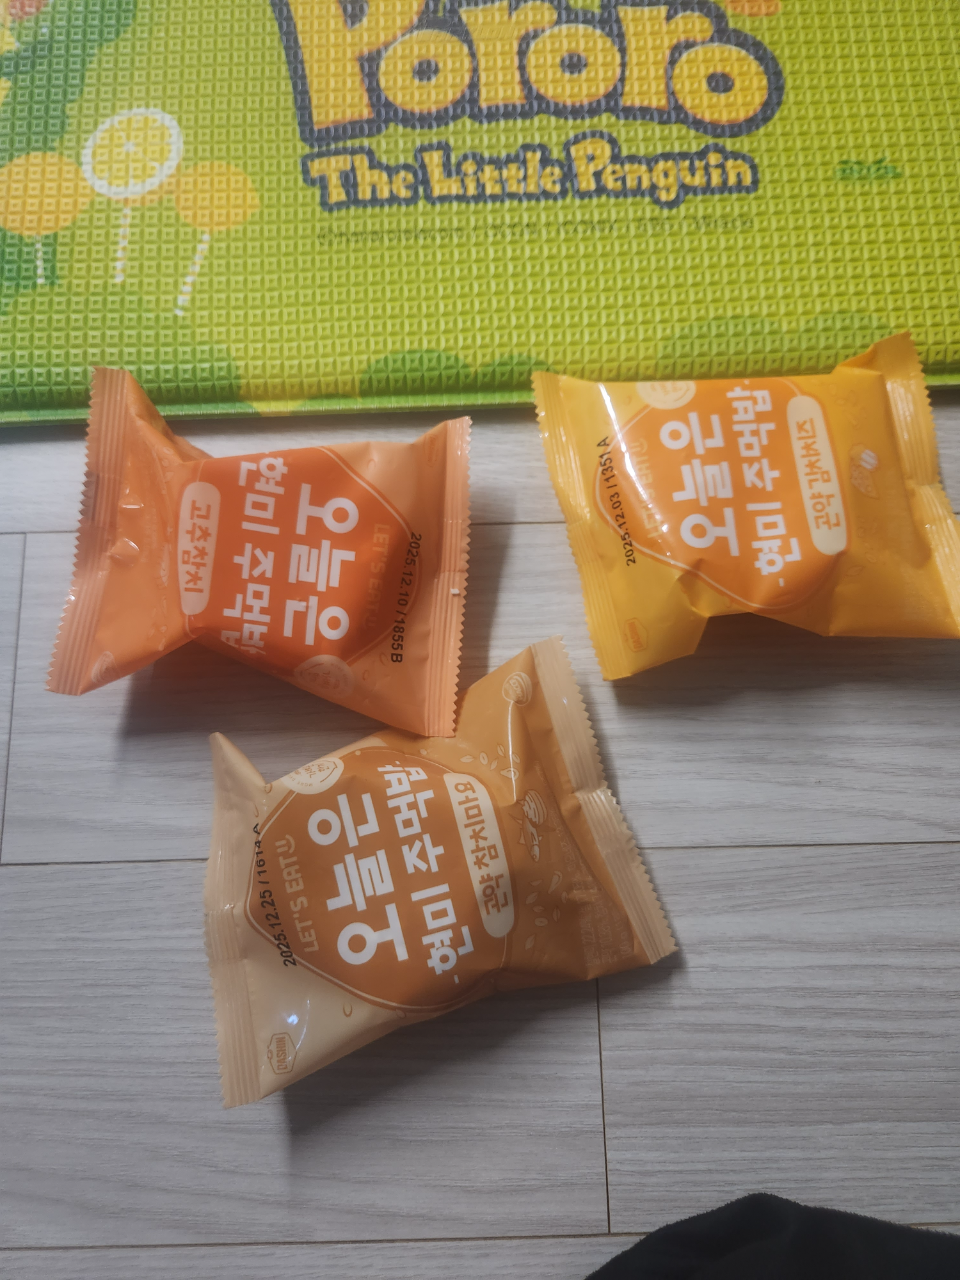 Pororo
The Little Penguin
오늘은
현미 주먹밥
고추참치
LET'S EAT
2025.12.10 / 1855B
오늘은
현미 주먹밥
곤약 김치치즈
2025.12.03 / 1351A
오늘은
-현미 주먹밥-
곤약 참치마요
LET'S EAT
2025.12.25 / 1614 A
DASHIN